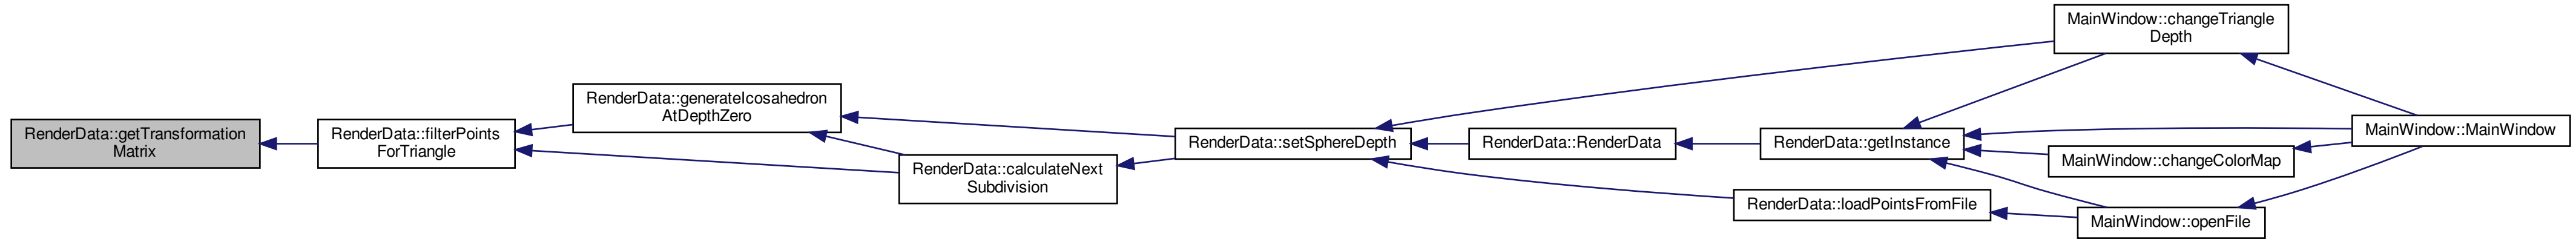 RenderData::getTransformation
Matrix
RenderData::filterPoints
ForTriangle
RenderData::generateIcosahedron
AtDepthZero
RenderData::calculateNext
Subdivision
RenderData::setSphereDepth
RenderData::RenderData
RenderData::loadPointsFromFile
RenderData::getInstance
MainWindow::changeTriangle
Depth
MainWindow::changeColorMap
MainWindow::openFile
MainWindow::MainWindow